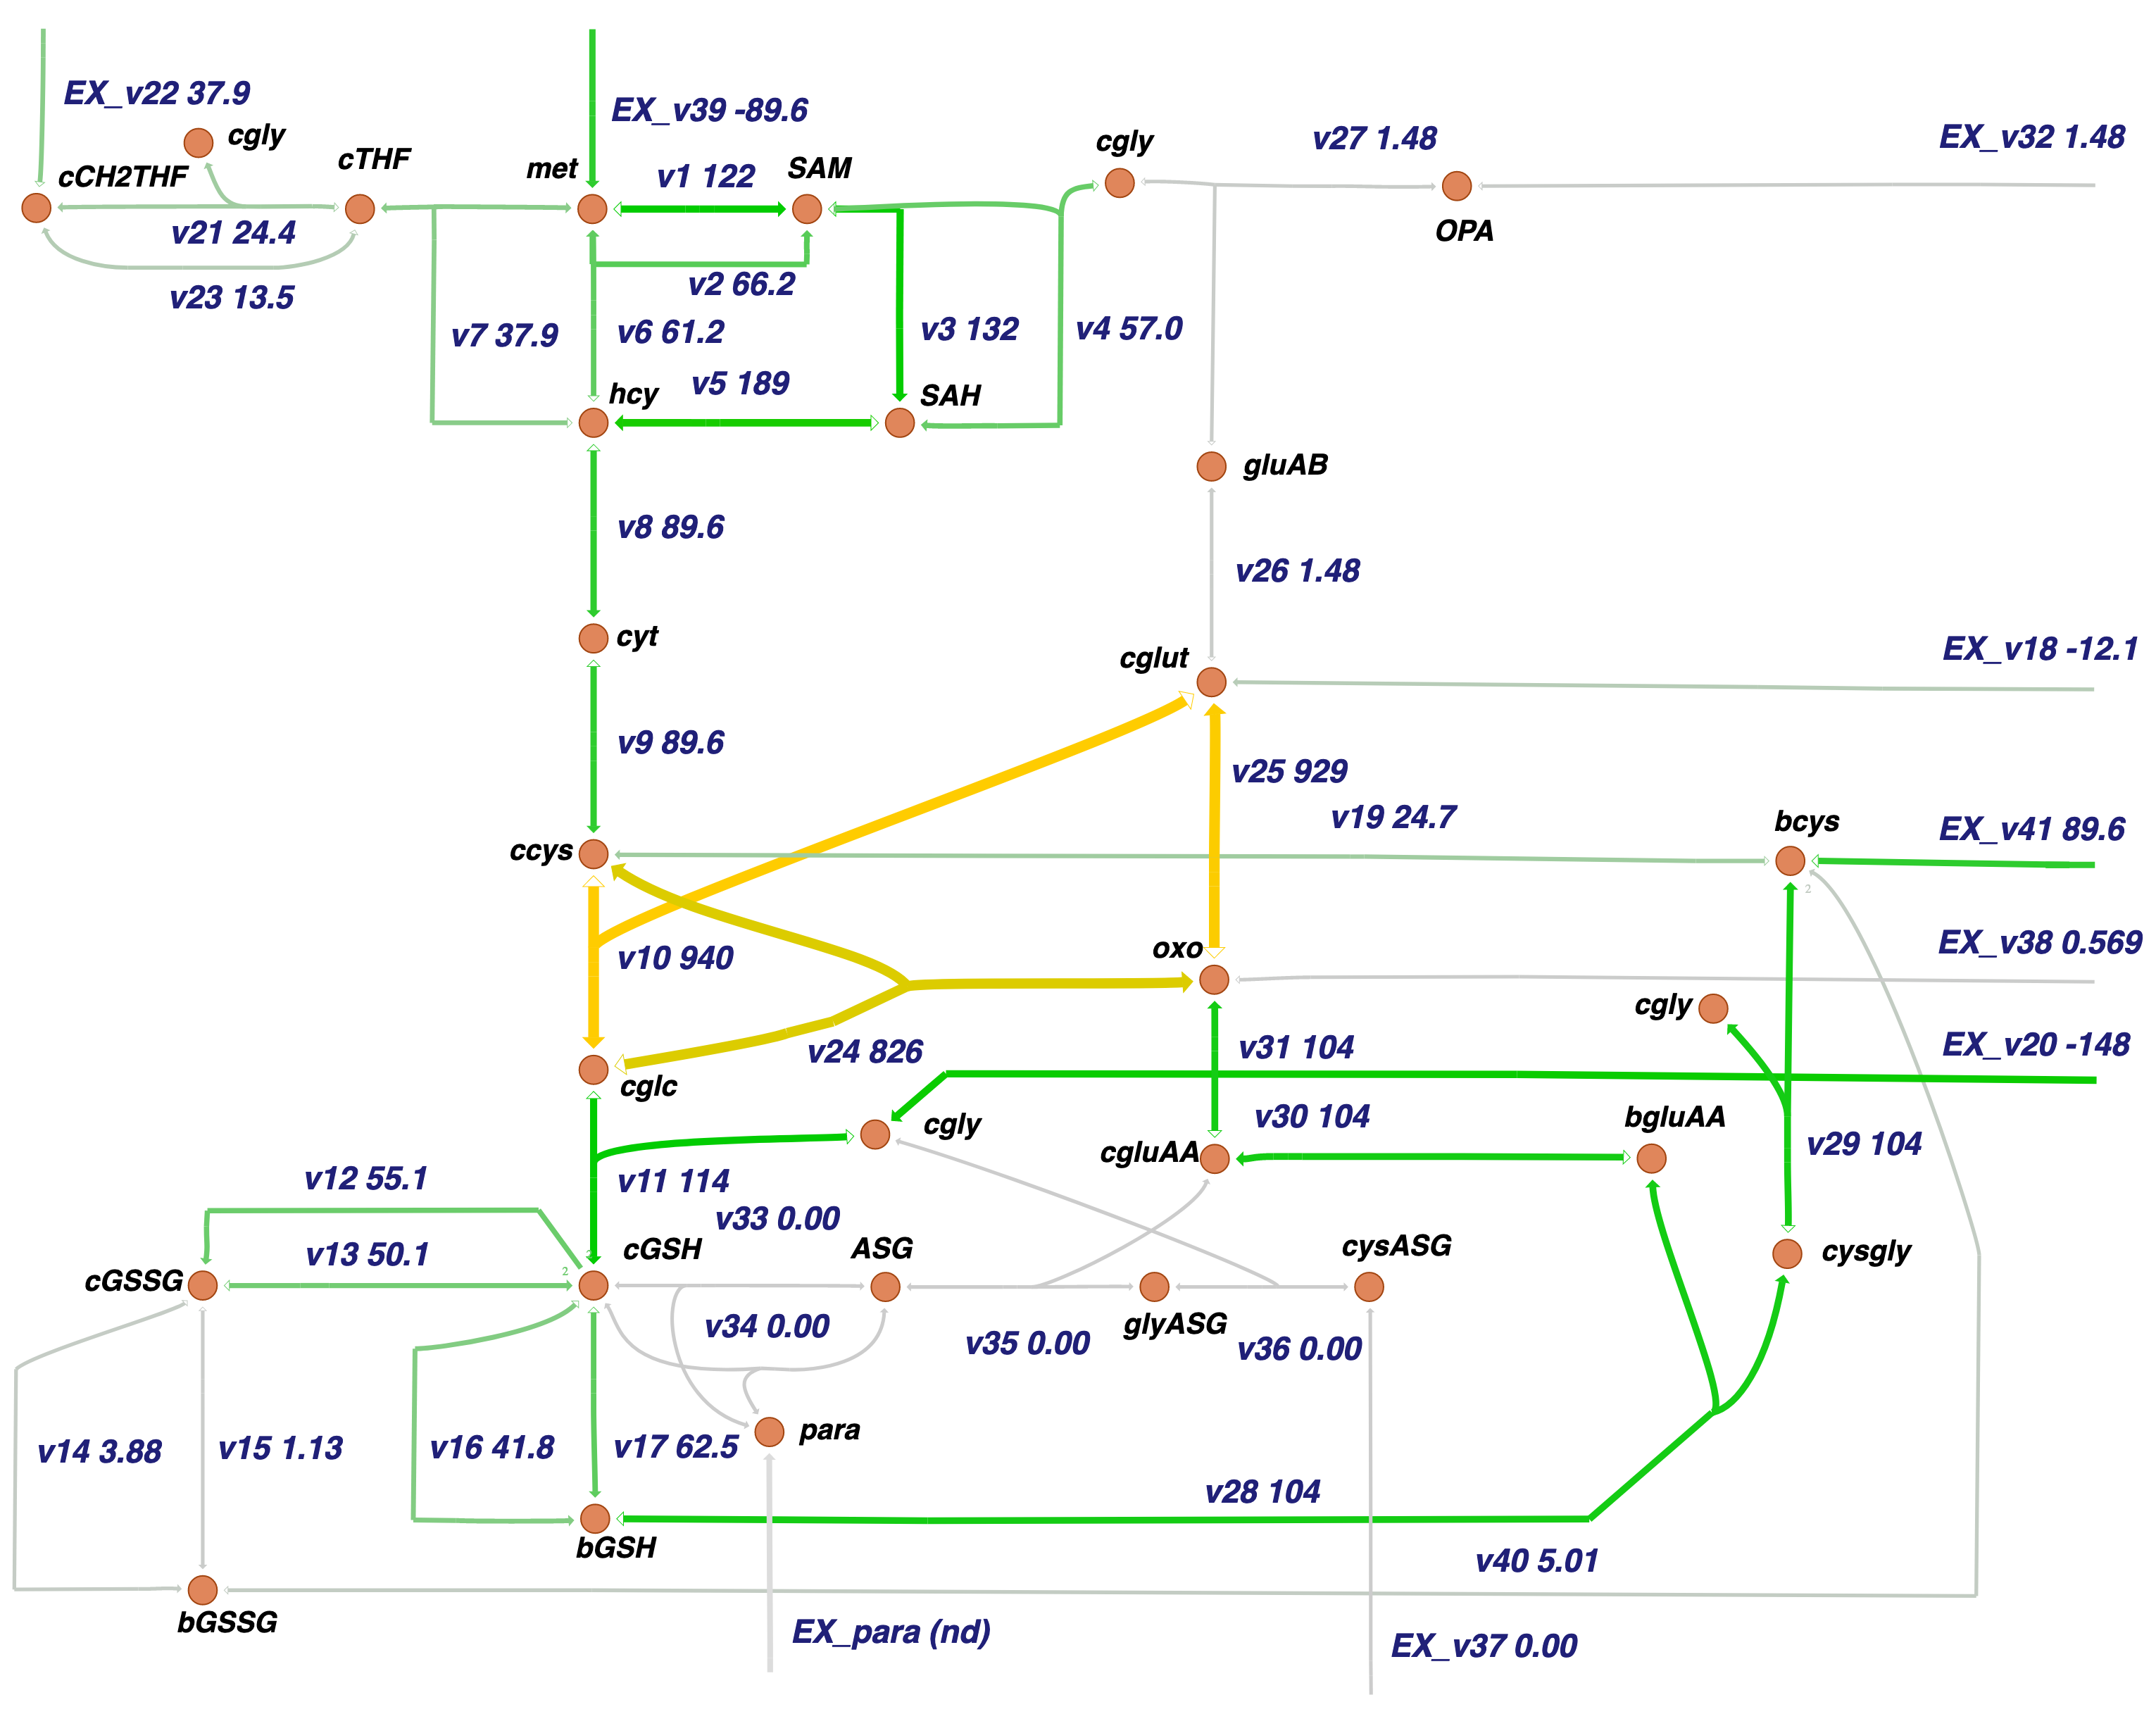 EX_v22 37.9
EX_v39 -89.6
cgly
cgly
v27 1.48
EX_v32 1.48
cCH2THF
cTHF
met
v1 122
SAM
v21 24.4
OPA
v23 13.5
v2 66.2
v7 37.9
v6 61.2
v3 132
v4 57.0
v5 189
hcy
SAH
gluAB
v8 89.6
v26 1.48
cyt
cglut
EX_v18 -12.1
v9 89.6
v25 929
v19 24.7
bcys
EX_v41 89.6
ccys
2
v10 940
oxo
EX_v38 0.569
cgly
v24 826
v31 104
EX_v20 -148
cglc
cgly
v30 104
bgluAA
cgluAA
v29 104
v12 55.1
v11 114
v33 0.00
v13 50.1
cGSH
ASG
cysASG
cysgly
cGSSG
2
v34 0.00
glyASG
v35 0.00
v36 0.00
para
v14 3.88
v15 1.13
v16 41.8
v17 62.5
v28 104
bGSH
v40 5.01
bGSSG
EX_para (nd)
EX_v37 0.00